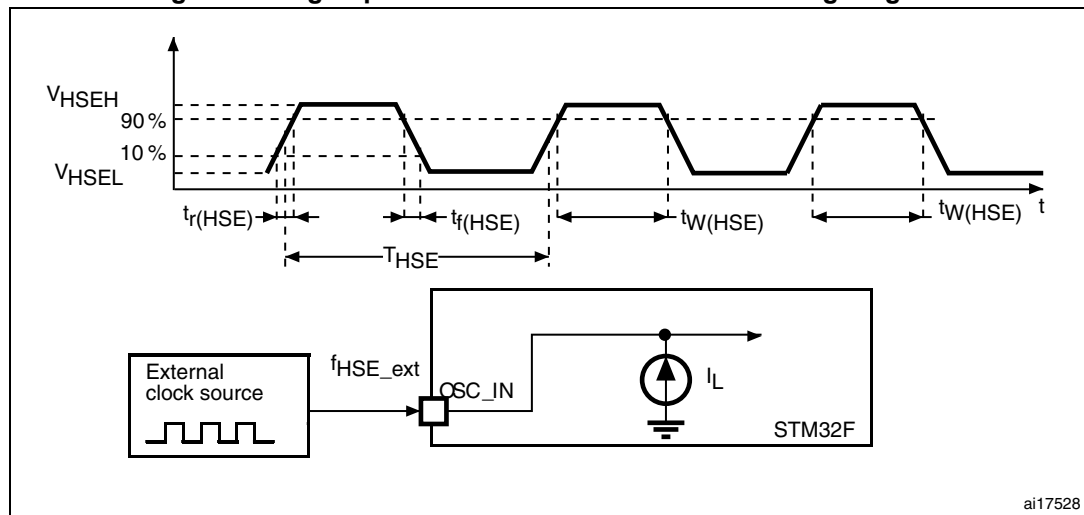 V_HSEH
90 %
10 %
V_HSEL
t_r(HSE)
t_f(HSE)
t_W(HSE)
t_W(HSE)
t
T_HSE
External
clock source
f_HSE_ext
OSC_IN
I_L
STM32F
ai17528